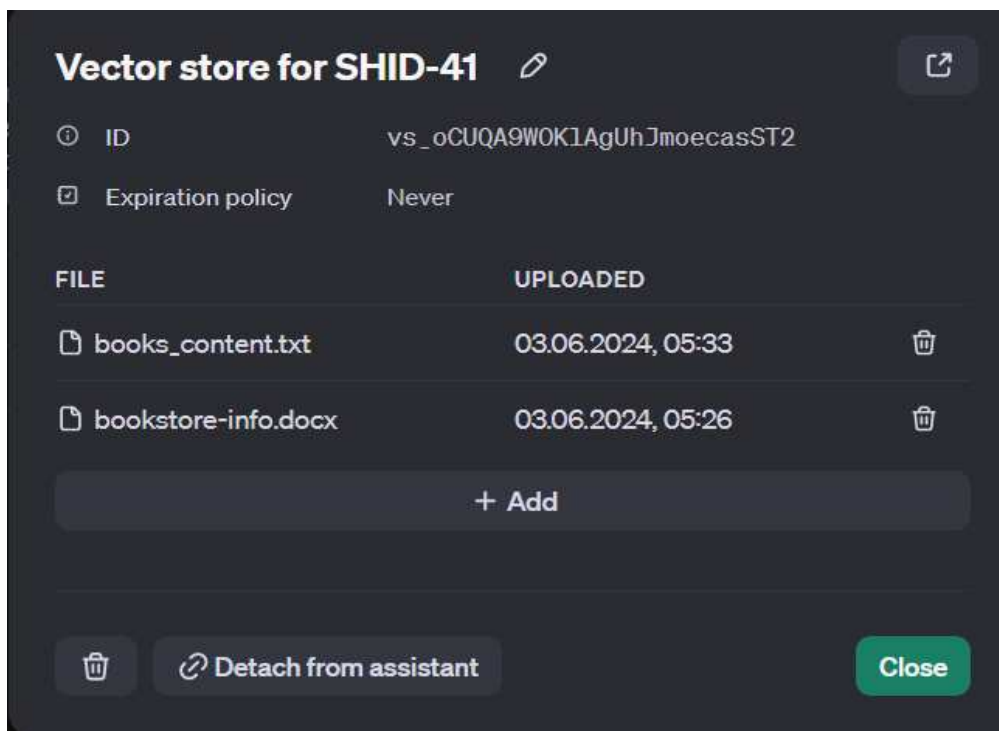 Vector store for SHID-41
ID vs_oCUQA9WOKlAgUhJmoecasST2
Expiration policy Never
FILE UPLOADED
books_content.txt 03.06.2024, 05:33
bookstore-info.docx 03.06.2024, 05:26
+ Add
Detach from assistant Close